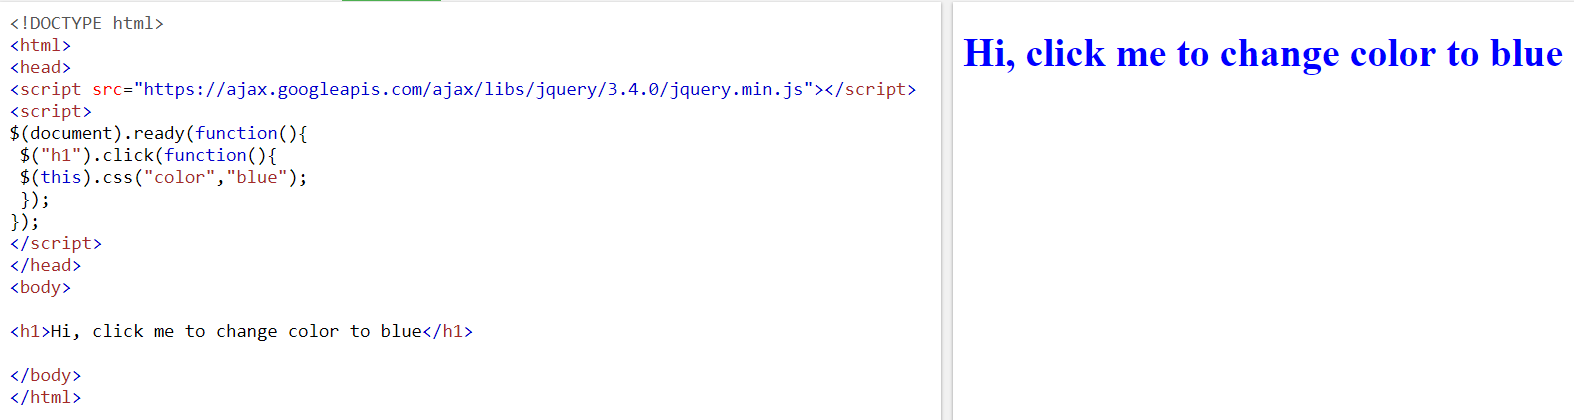 <!DOCTYPE html>
<html>
<head>
<script src="https://ajax.googleapis.com/ajax/libs/jquery/3.4.0/jquery.min.js"></script>
<script>
$(document).ready(function(){
 $("h1").click(function(){
 $(this).css("color","blue");
 });
});
</script>
</head>
<body>

<h1>Hi, click me to change color to blue</h1>

</body>
</html>
Hi, click me to change color to blue